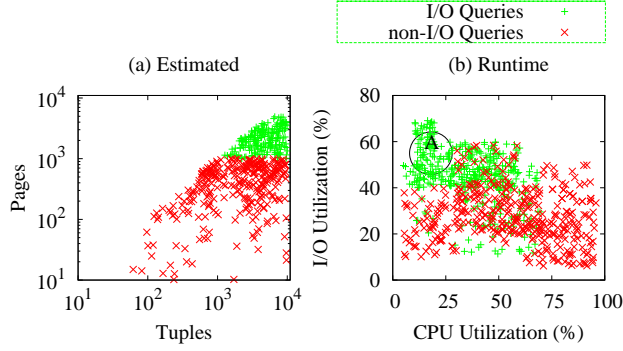 I/O Queries
non-I/O Queries
(a) Estimated
(b) Runtime
Pages
10^4
10^3
10^2
10^1
10^1 10^2 10^3 10^4
Tuples
I/O Utilization (%)
80
60
40
20
0
A
0 25 50 75 100
CPU Utilization (%)